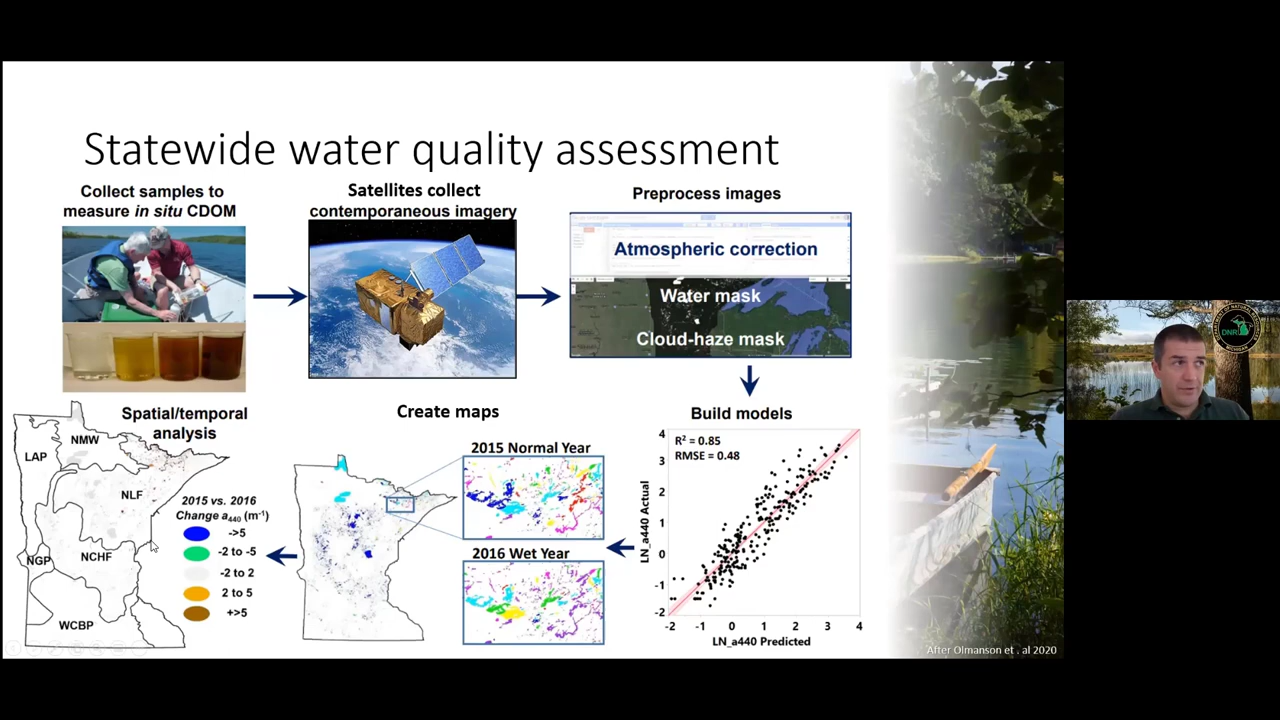 Statewide water quality assessment
Collect samples to
measure in situ CDOM
Satellites collect
contemporaneous imagery
Preprocess images
Atmospheric correction
Water mask
Cloud-haze mask
Build models
R² = 0.85
RMSE = 0.48
LN_a440 Actual
4
3
2
1
0
-1
-2
-2 -1 0 1 2 3 4
LN_a440 Predicted
Create maps
2015 Normal Year
2016 Wet Year
Spatial/temporal
analysis
LAP
NMW
NLF
NGP
NCHF
WCBP
2015 vs. 2016
Change a440 (m-1)
->5
-2 to -5
-2 to 2
2 to 5
+>5
After Olmanson et . al 2020
DNR